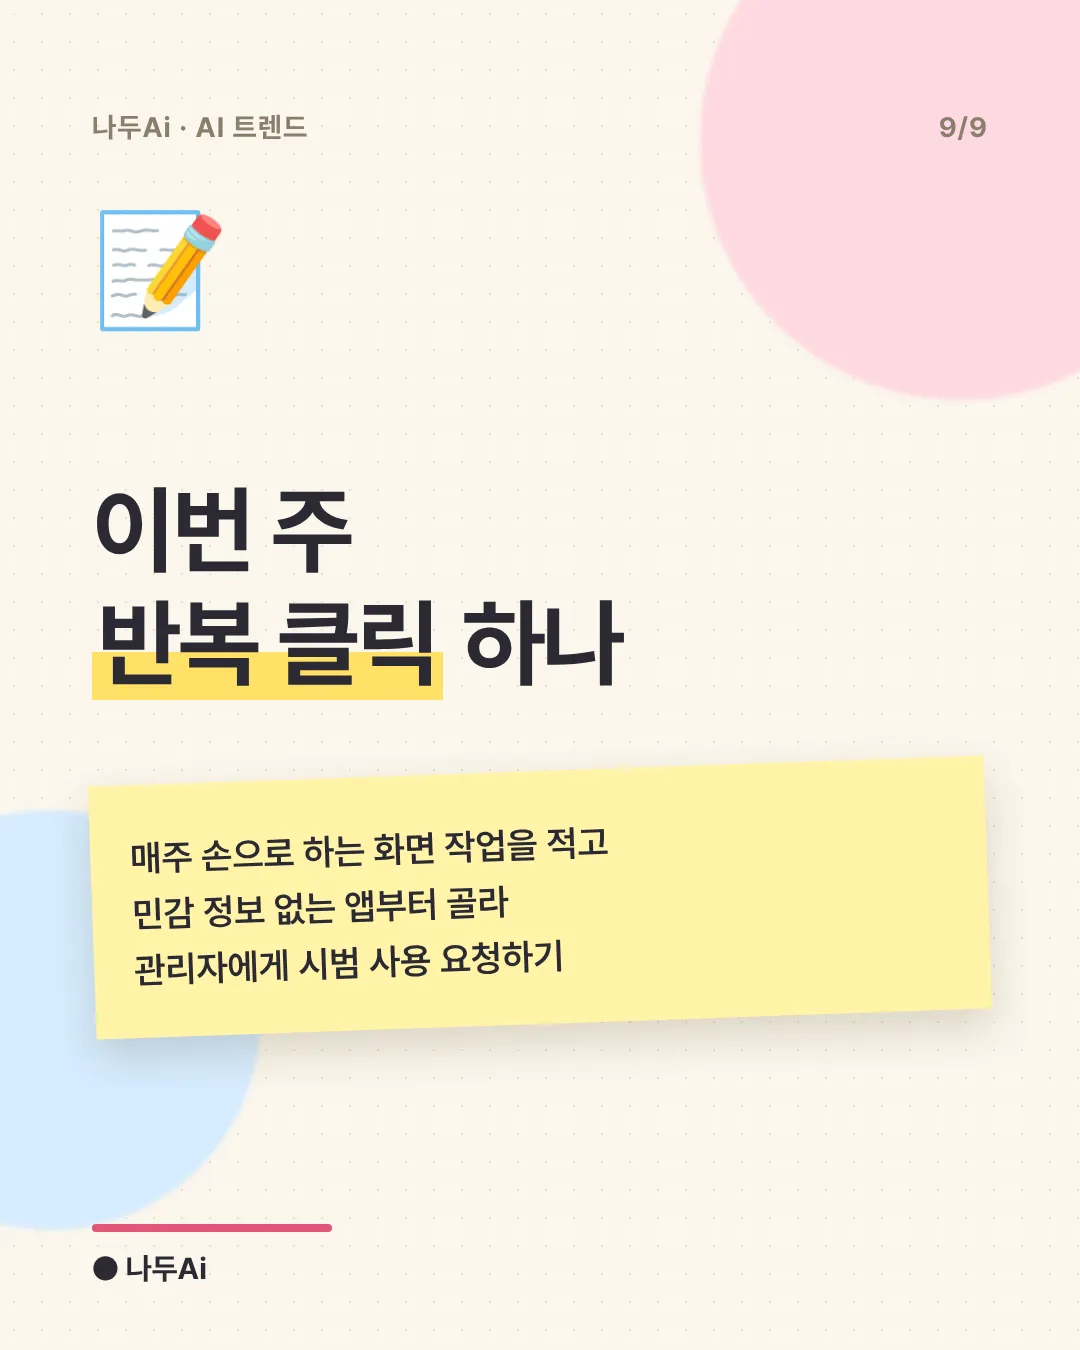 나두Ai · AI 트렌드
9/9
이번 주
반복 클릭 하나
매주 손으로 하는 화면 작업을 적고
민감 정보 없는 앱부터 골라
관리자에게 시범 사용 요청하기
나두Ai